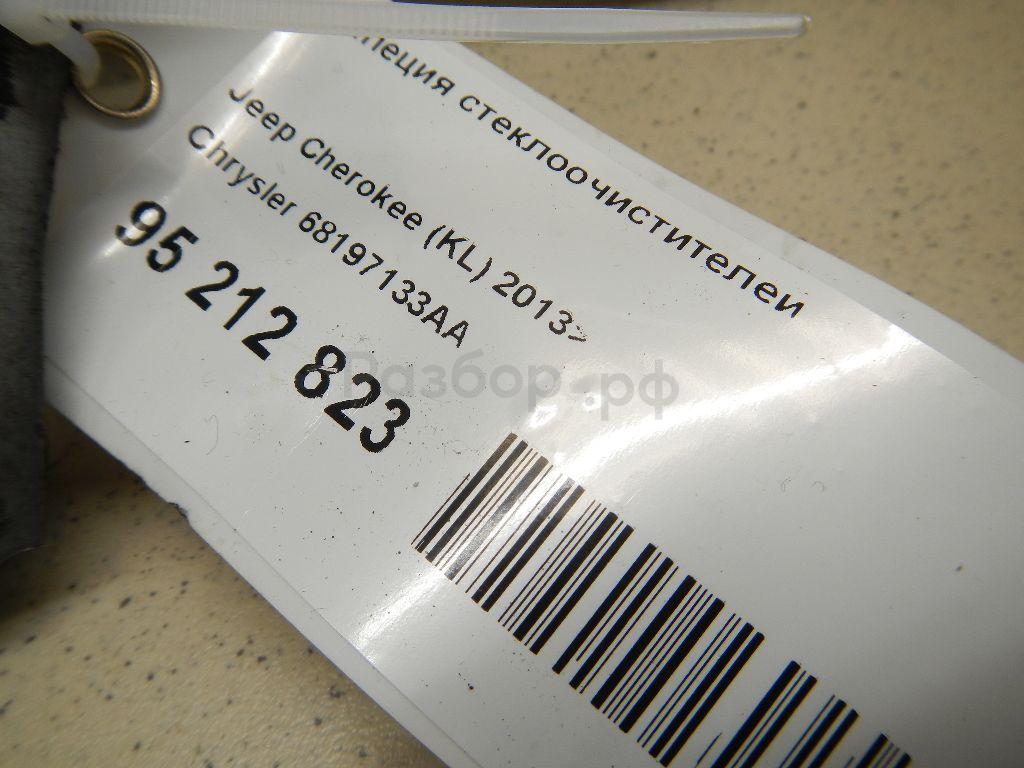 стеклоочистителей
Jeep Cherokee (KL) 2013>
Chrysler 68197133AA
95 212 823
Разбор.рф